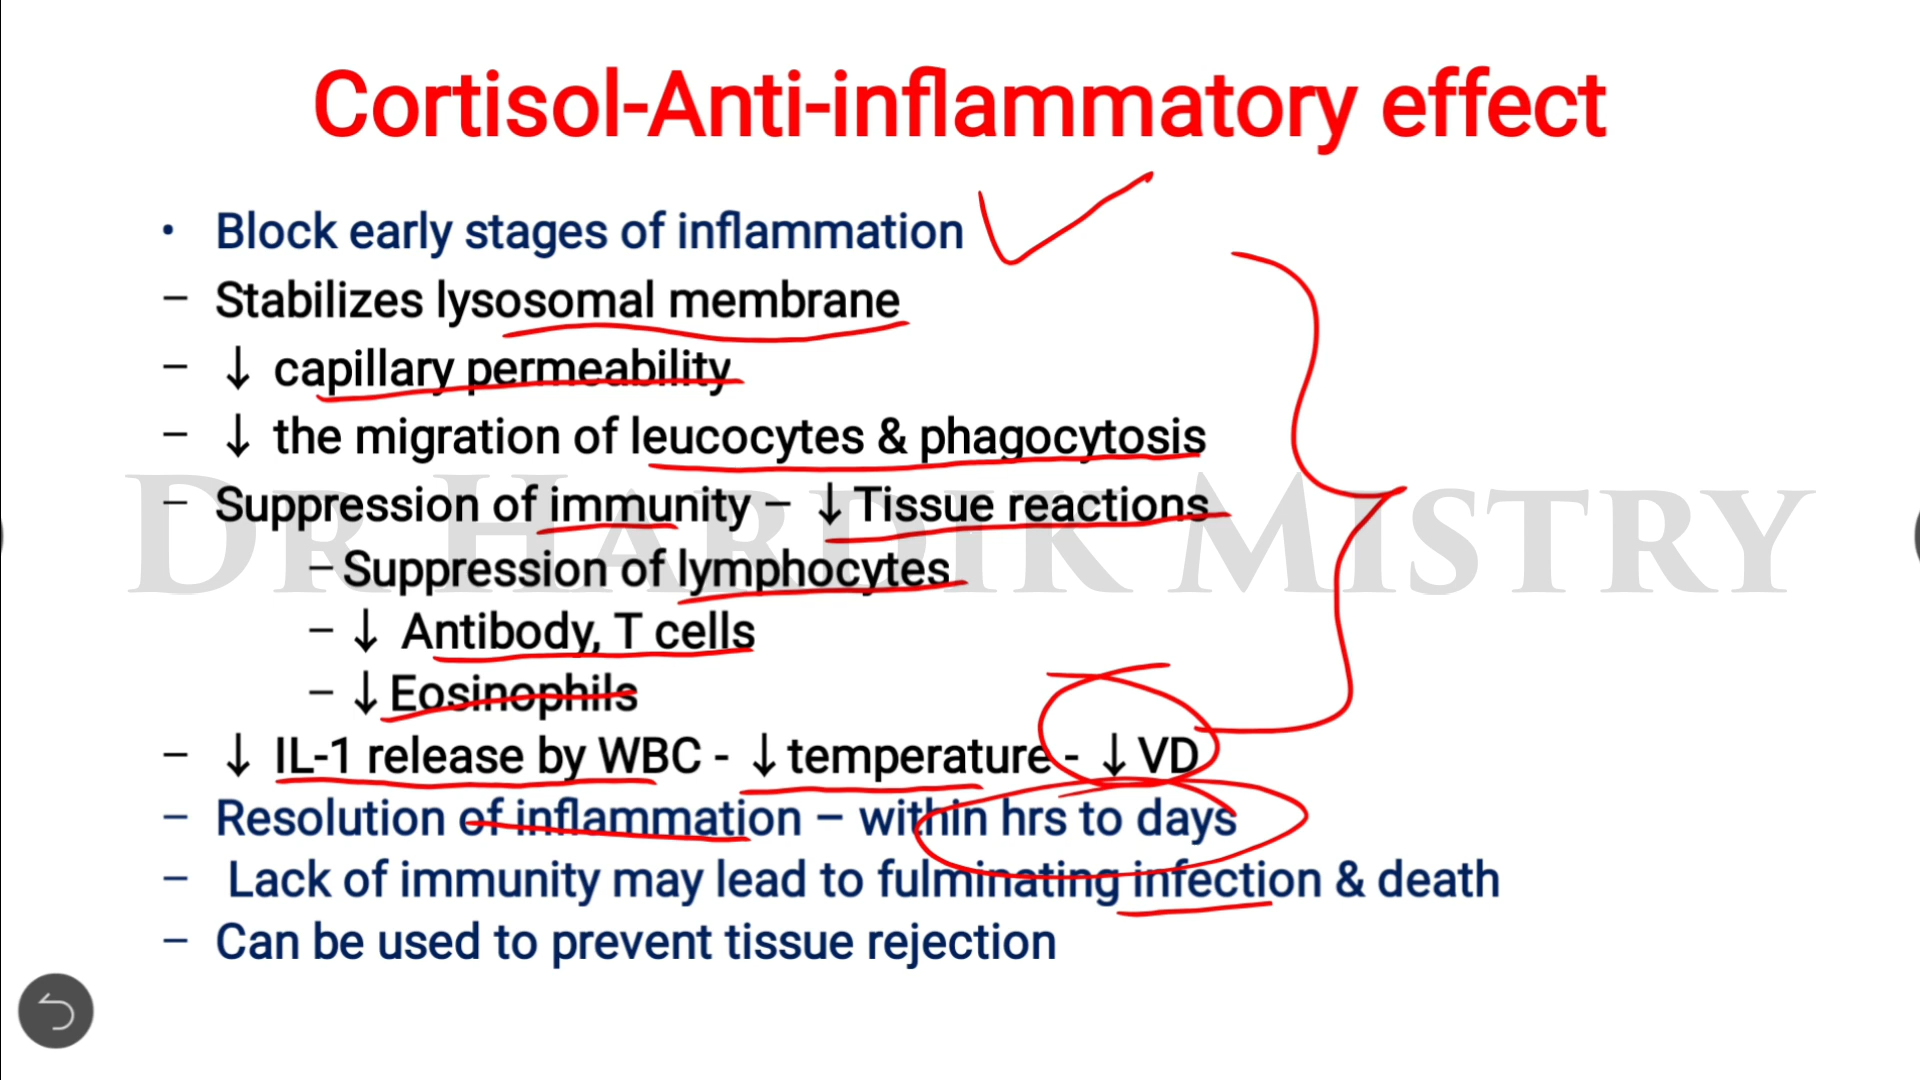 Cortisol-Anti-inflammatory effect
• Block early stages of inflammation
– Stabilizes lysosomal membrane
– ↓ capillary permeability
– ↓ the migration of leucocytes & phagocytosis
– Suppression of immunity – ↓Tissue reactions
DR HARDIK MISTRY
–Suppression of lymphocytes
–↓ Antibody, T cells
–↓Eosinophils
– ↓ IL-1 release by WBC - ↓temperature - ↓VD
– Resolution of inflammation – within hrs to days
– Lack of immunity may lead to fulminating infection & death
– Can be used to prevent tissue rejection